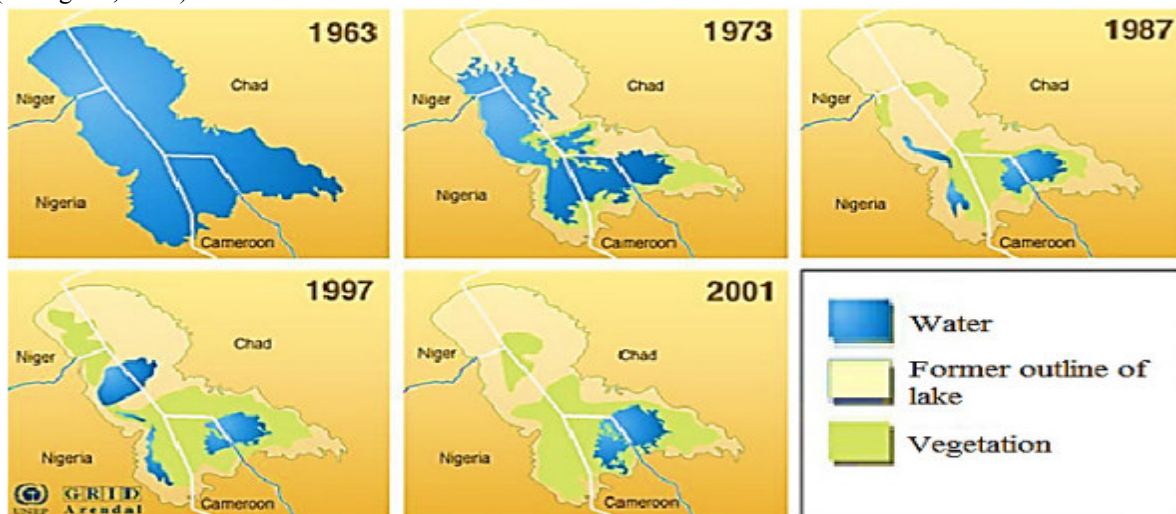 1963
Chad
Niger
Nigeria
Cameroon
1973
Chad
Niger
Nigeria
Cameroon
1987
Chad
Niger
Nigeria
Cameroon
1997
Chad
Niger
Nigeria
Cameroon
UNEP
GRID
Arendal
2001
Chad
Niger
Nigeria
Cameroon
Water
Former outline of
lake
Vegetation